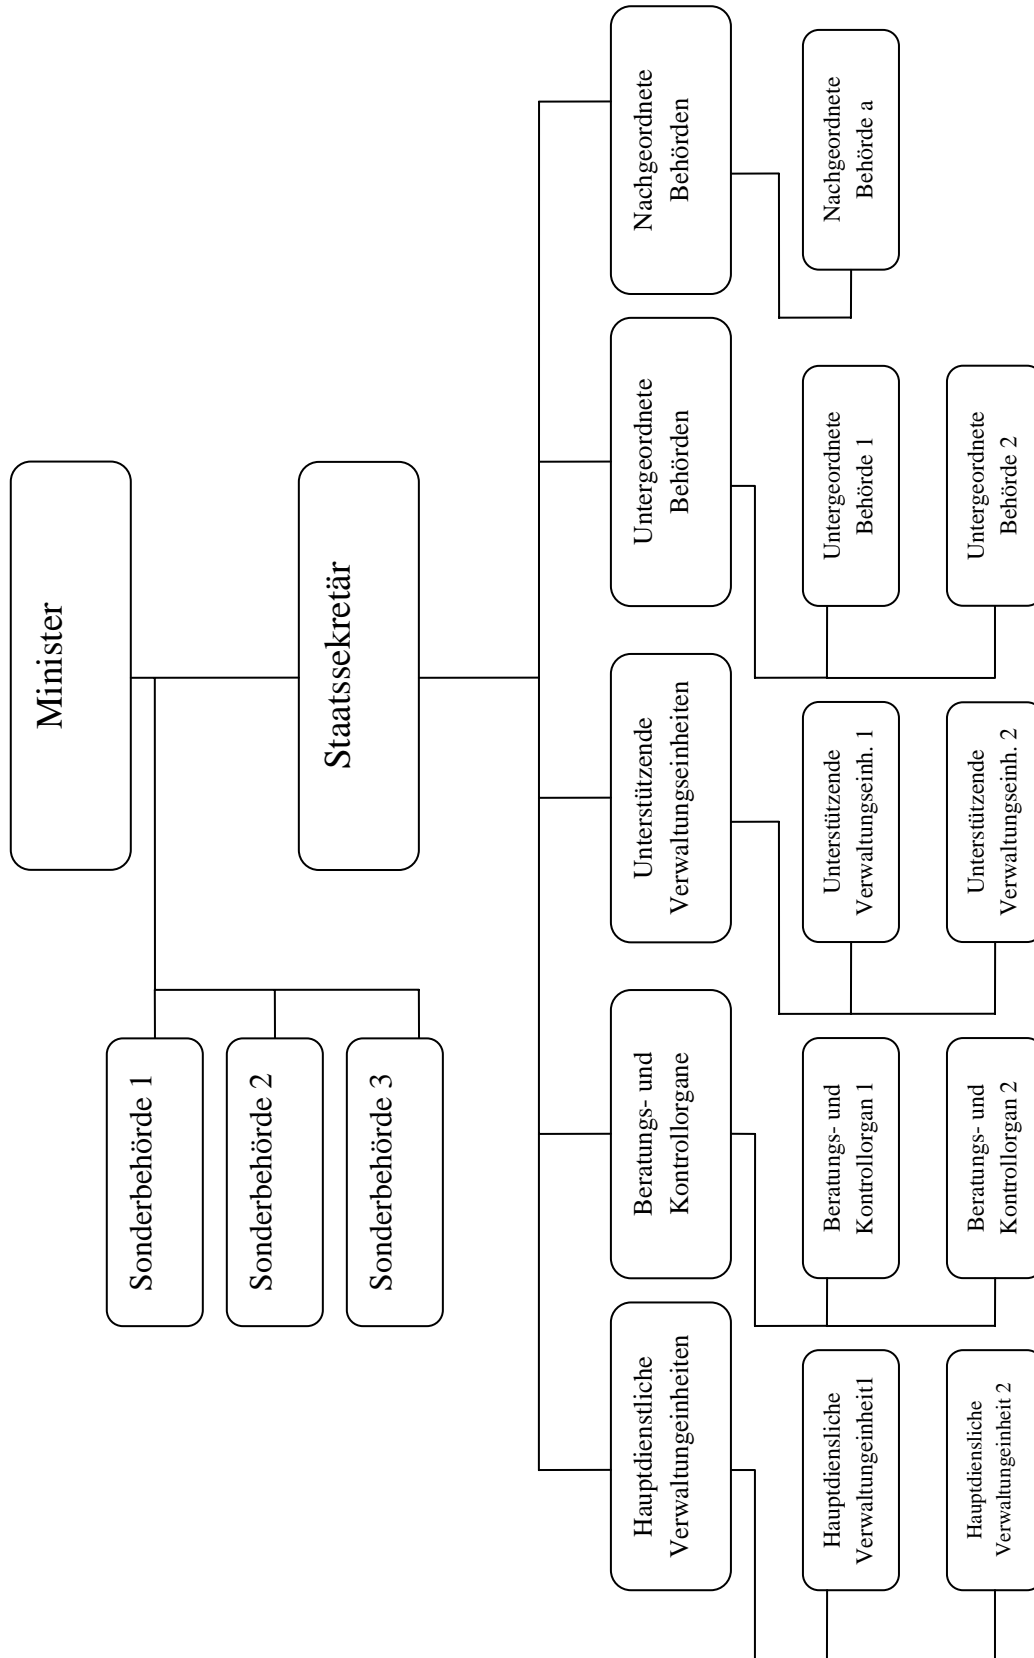 Minister
Sonderbehörde 1
Sonderbehörde 2
Sonderbehörde 3
Staatssekretär
Hauptdienstliche
Verwaltungeinheiten
Beratungs- und
Kontrollorgane
Unterstützende
Verwaltungseinheiten
Untergeordnete
Behörden
Nachgeordnete
Behörden
Hauptdiensliche
Verwaltungeinheit1
Beratungs- und
Kontrollorgan 1
Unterstützende
Verwaltungseinh. 1
Untergeordnete
Behörde 1
Nachgeordnete
Behörde a
Hauptdiensliche
Verwaltungeinheit 2
Beratungs- und
Kontrollorgan 2
Unterstützende
Verwaltungseinh. 2
Untergeordnete
Behörde 2